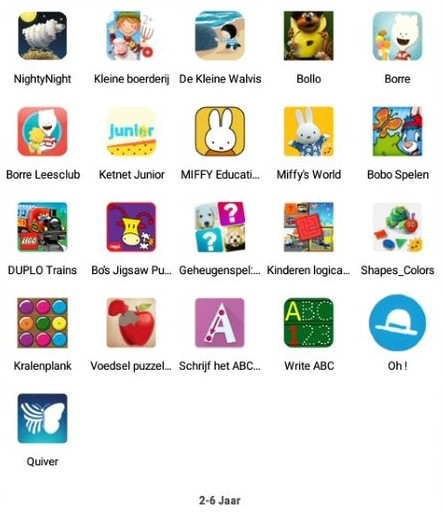 NightyNight
Kleine boerderij
De Kleine Walvis
Bollo
Borre
junior
Borre Leesclub
Ketnet Junior
MIFFY Educati...
Miffy's World
Bobo Spelen
LEGO
?
?
DUPLO Trains
Bo's Jigsaw Pu...
Geheugenspel:...
Kinderen logica...
Shapes_Colors
A
ABC
123
Kralenplank
Voedsel puzzel...
Schrijf het ABC...
Write ABC
Oh !
Quiver
2-6 Jaar